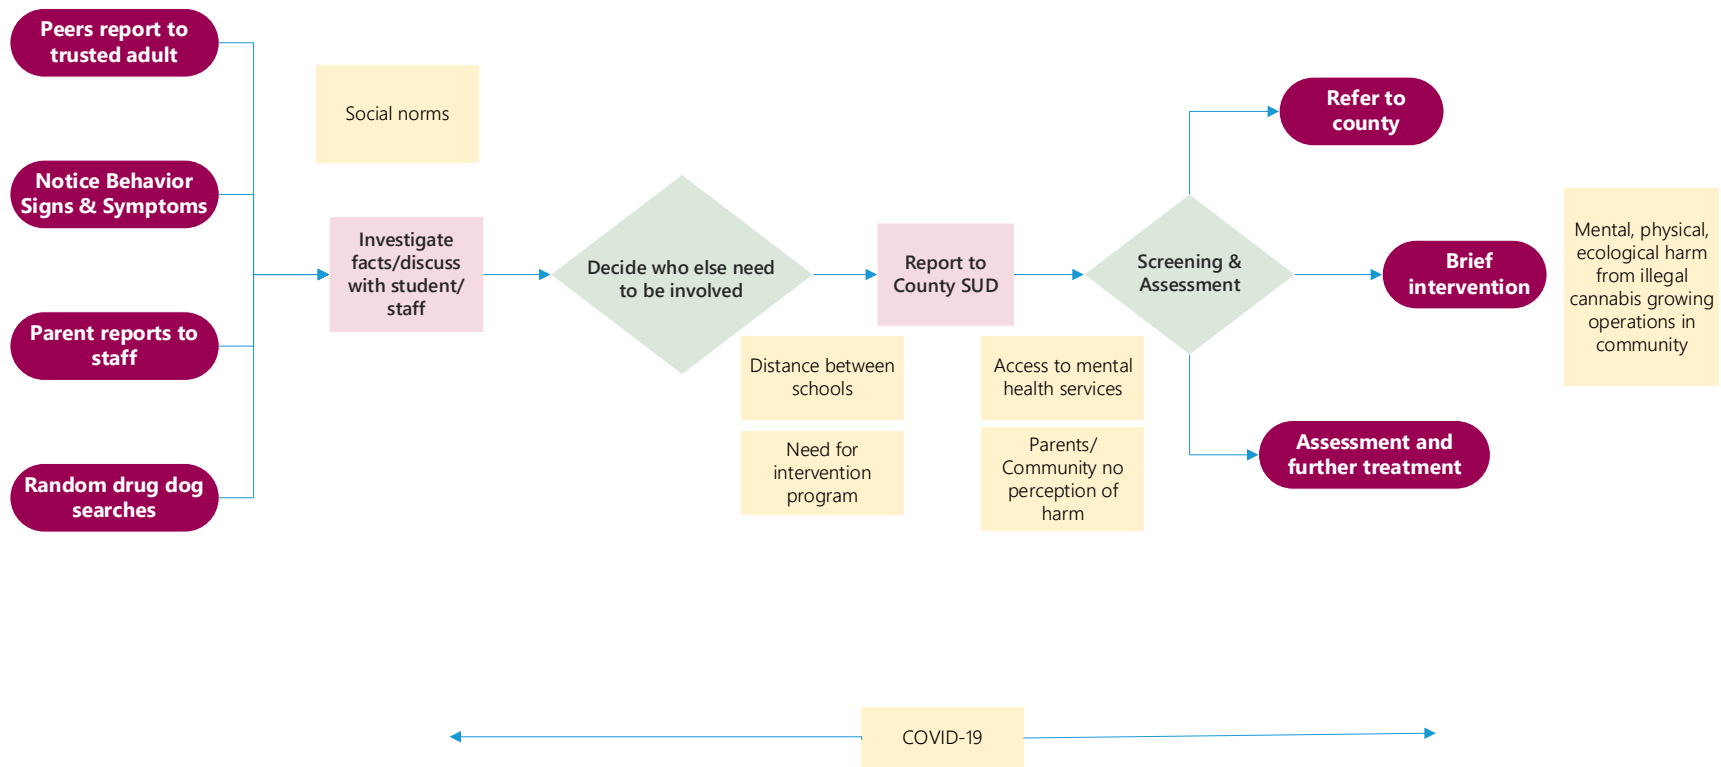 Peers report to
trusted adult
Social norms
Notice Behavior
Signs & Symptoms
Parent reports to
staff
Random drug dog
searches
Investigate
facts/discuss
with student/
staff
Decide who else need
to be involved
Report to
County SUD
Distance between
schools
Need for
intervention
program
Access to mental
health services
Parents/
Community no
perception of
harm
Screening &
Assessment
Refer to
county
Brief
intervention
Assessment and
further treatment
Mental, physical,
ecological harm
from illegal
cannabis growing
operations in
community
COVID-19